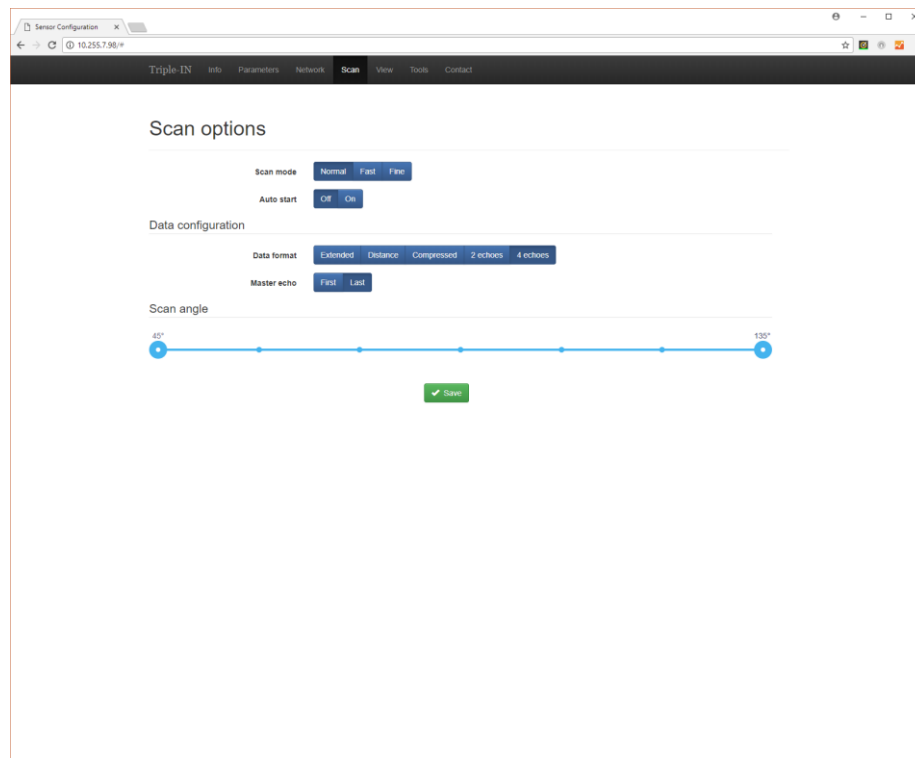 Sensor Configuration
10.255.7.98/#
Triple-IN Info Parameters Network Scan View Tools Contact
Scan options
Scan mode Normal Fast Fine
Auto start Off On
Data configuration
Data format Extended Distance Compressed 2 echoes 4 echoes
Master echo First Last
Scan angle
45° 135°
Save